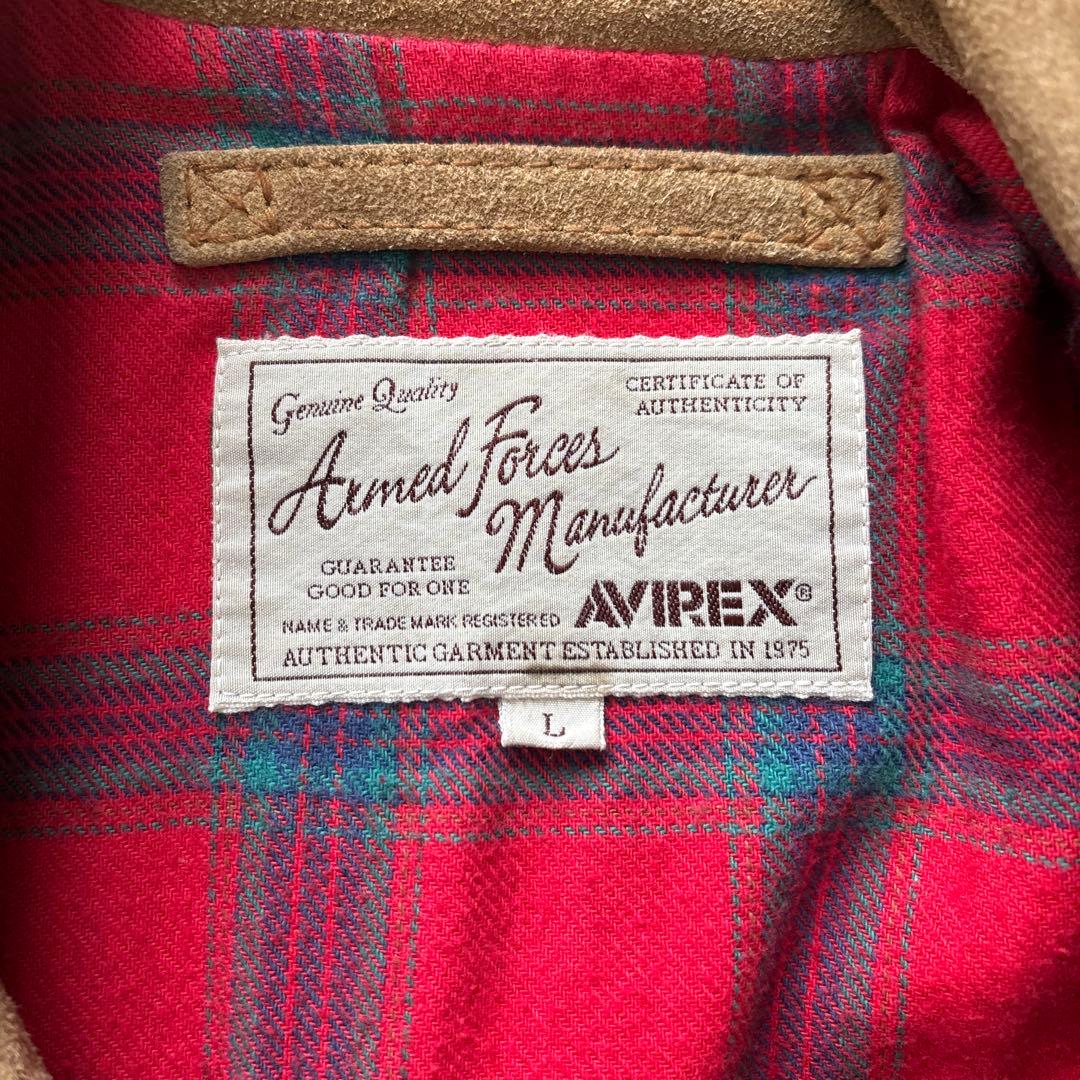 Genuine Quality
CERTIFICATE OF
AUTHENTICITY
Armed Forces
Manufacturer
GUARANTEE
GOOD FOR ONE
NAME & TRADE MARK REGISTERED
AVIREX®
AUTHENTIC GARMENT ESTABLISHED IN 1975
L